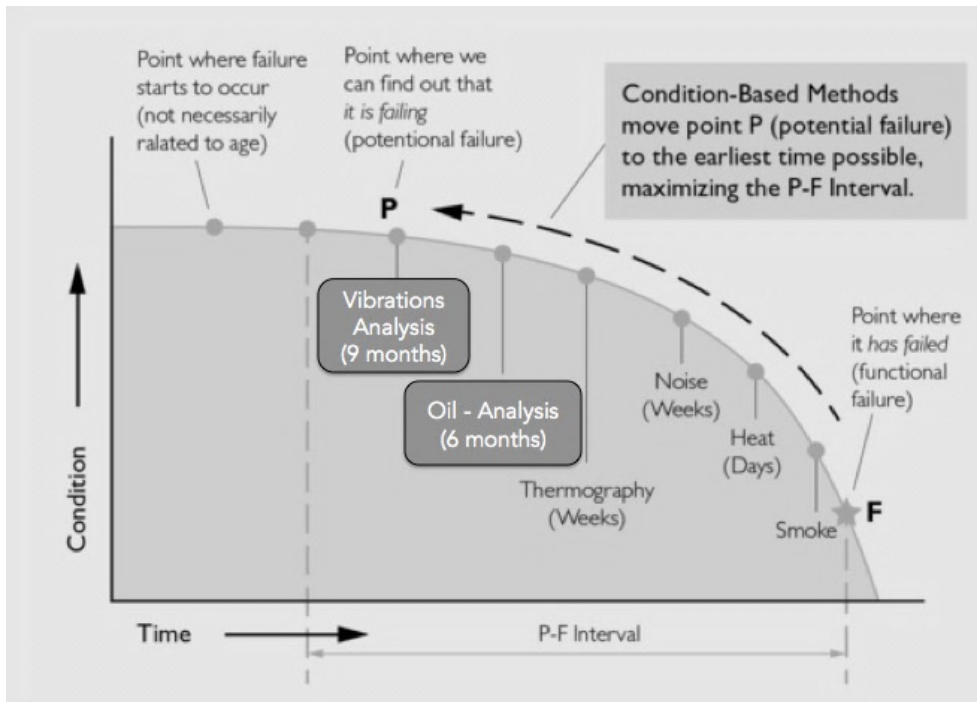 Point where failure
starts to occur
(not necessarily
ralated to age)
Point where we
can find out that
it is failing
(potentional failure)
Condition-Based Methods
move point P (potential failure)
to the earliest time possible,
maximizing the P-F Interval.
P
Vibrations
Analysis
(9 months)
Oil - Analysis
(6 months)
Thermography
(Weeks)
Noise
(Weeks)
Heat
(Days)
Smoke
Point where
it has failed
(functional
failure)
F
Condition
Time
P-F Interval